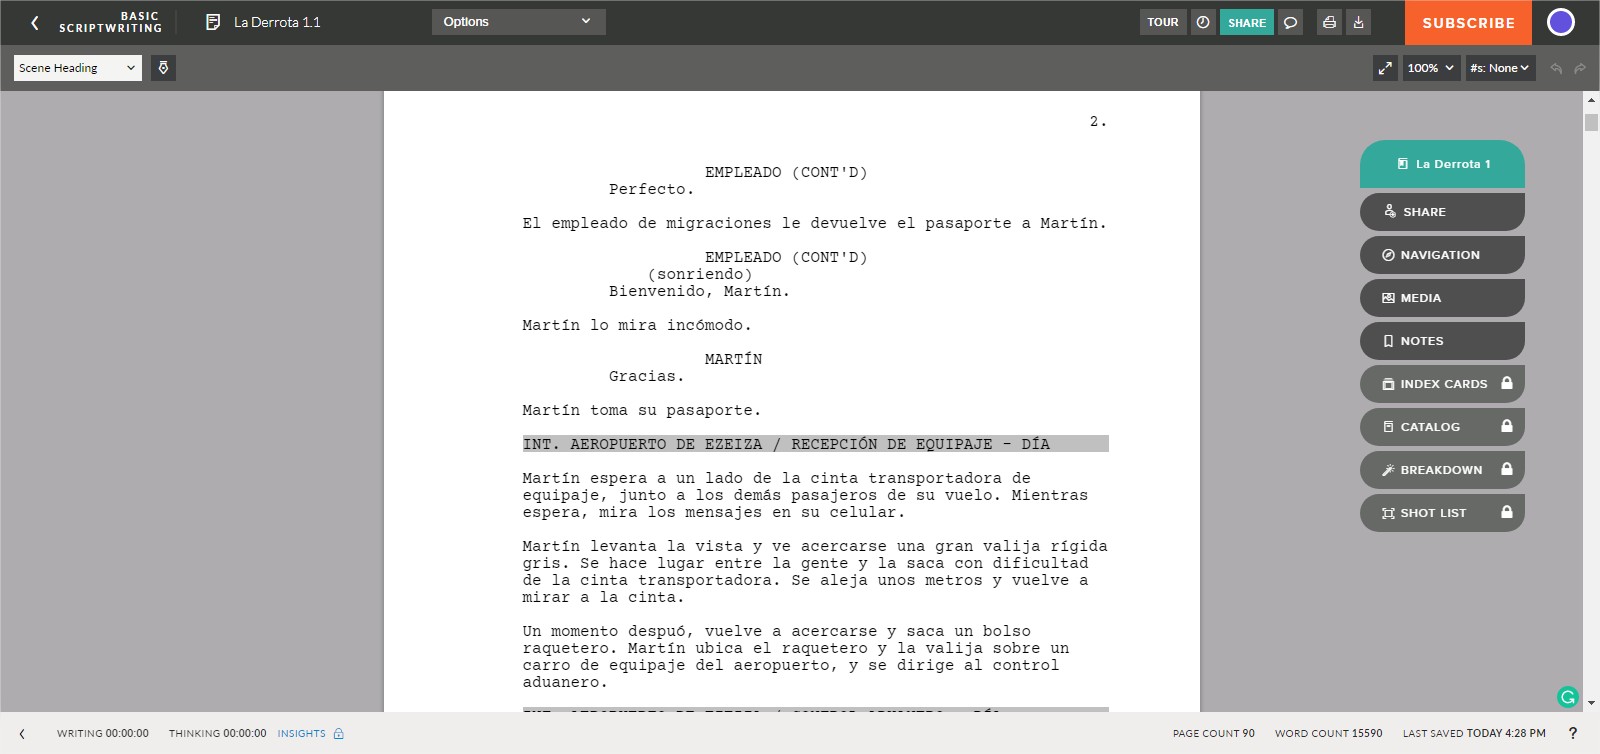 BASIC
SCRIPTWRITING
La Derrota 1.1
Options
TOUR
SHARE
SUBSCRIBE
Scene Heading
100%
#s: None
2.
EMPLEADO (CONT'D)
Perfecto.
El empleado de migraciones le devuelve el pasaporte a Martín.
EMPLEADO (CONT'D)
(sonriendo)
Bienvenido, Martín.
Martín lo mira incómodo.
MARTÍN
Gracias.
Martín toma su pasaporte.
INT. AEROPUERTO DE EZEIZA / RECEPCIÓN DE EQUIPAJE - DÍA
Martín espera a un lado de la cinta transportadora de
equipaje, junto a los demás pasajeros de su vuelo. Mientras
espera, mira los mensajes en su celular.
Martín levanta la vista y ve acercarse una gran valija rígida
gris. Se hace lugar entre la gente y la saca con dificultad
de la cinta transportadora. Se aleja unos metros y vuelve a
mirar a la cinta.
Un momento despuó, vuelve a acercarse y saca un bolso
raquetero. Martín ubica el raquetero y la valija sobre un
carro de equipaje del aeropuerto, y se dirige al control
aduanero.
La Derrota 1
SHARE
NAVIGATION
MEDIA
NOTES
INDEX CARDS
CATALOG
BREAKDOWN
SHOT LIST
WRITING 00:00:00 THINKING 00:00:00 INSIGHTS
PAGE COUNT 90 WORD COUNT 15590 LAST SAVED TODAY 4:28 PM ?